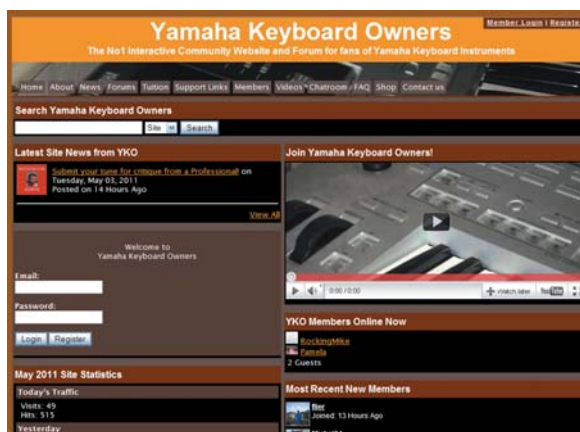 Member Login | Register
Yamaha Keyboard Owners
The No1 Interactive Community Website and Forum for fans of Yamaha Keyboard Instruments
Home About News Forums Tuition Support Links Members Videos Chatroom FAQ Shop Contact us
Search Yamaha Keyboard Owners
Site Search
Latest Site News from YKO
Submit your tune for critique from a Professional! on
Tuesday, May 03, 2011
Posted on 14 Hours Ago
View All
Welcome to
Yamaha Keyboard Owners
Email:
Password:
Login Register
May 2011 Site Statistics
Today's Traffic
Visits: 49
Hits: 515
Yesterday
Join Yamaha Keyboard Owners!
0:00 / 0:00 Watch later YouTube
YKO Members Online Now
RockingMike
Pamela
2 Guests
Most Recent New Members
flier
Joined: 13 Hours Ago